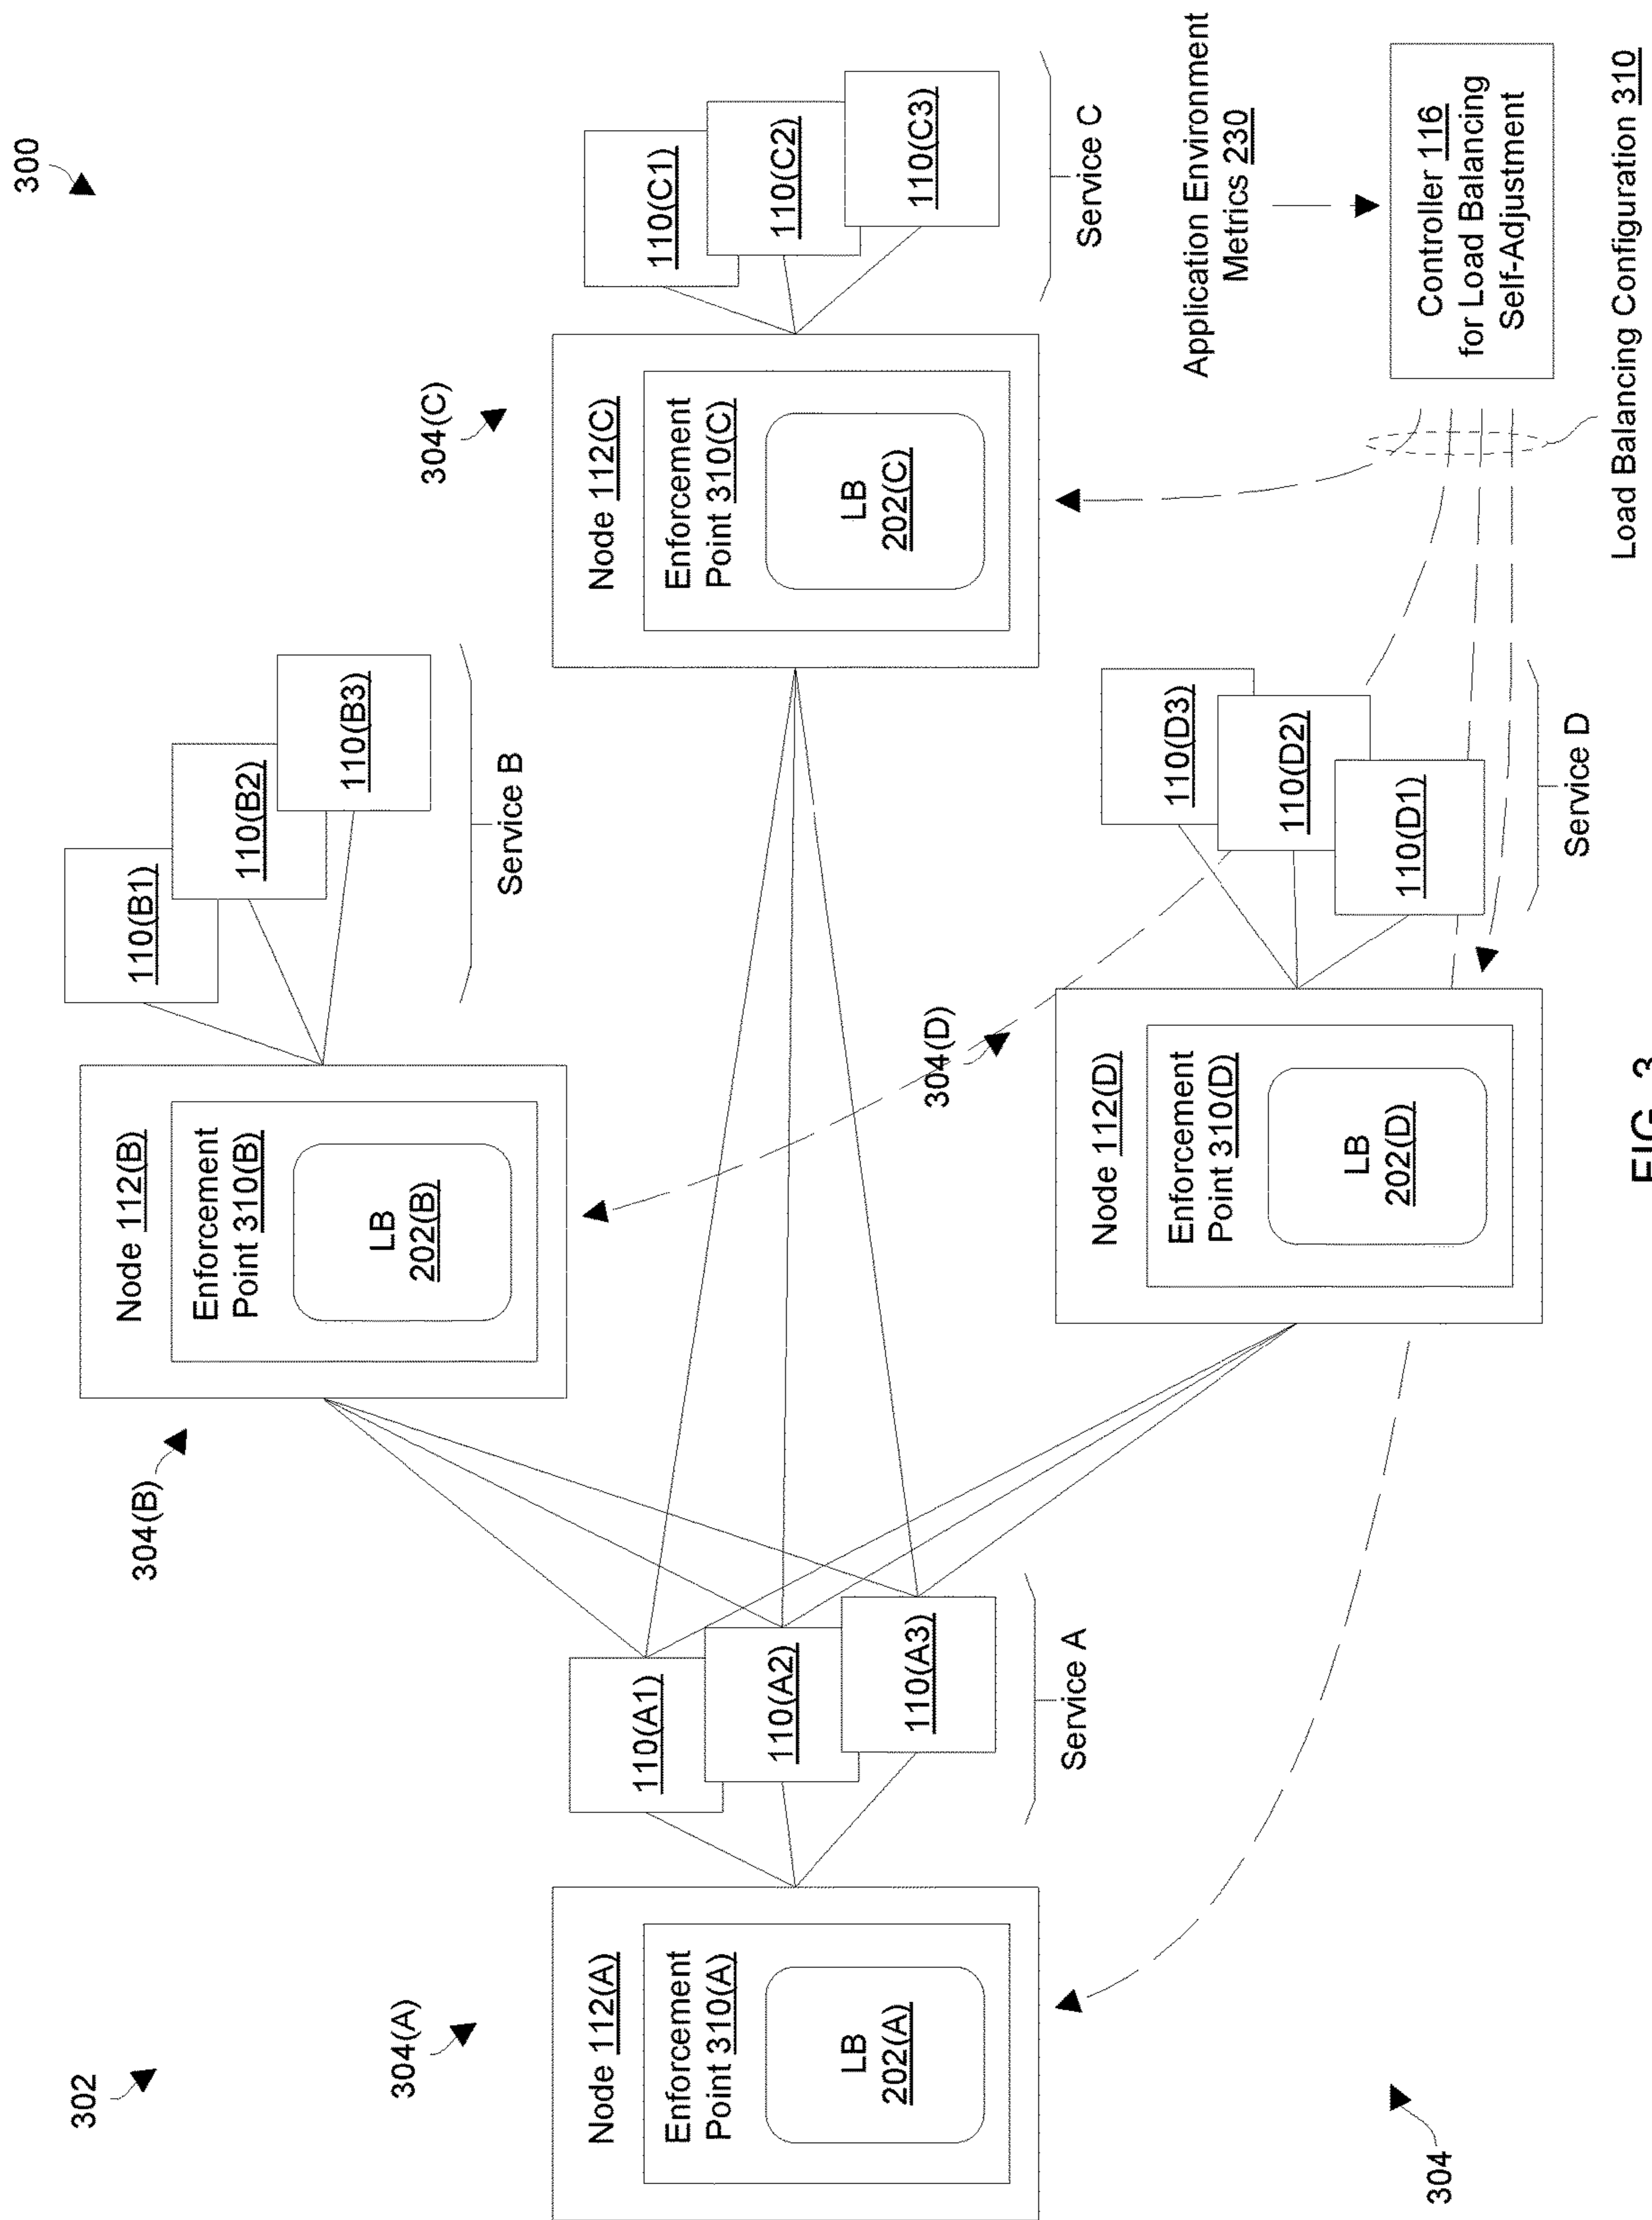 300
302
304(B)
Node 112(B)
Enforcement
Point 310(B)
LB
202(B)
110(B1)
110(B2)
110(B3)
Service B
304(A)
Node 112(A)
Enforcement
Point 310(A)
LB
202(A)
110(A1)
110(A2)
110(A3)
Service A
304(C)
Node 112(C)
Enforcement
Point 310(C)
LB
202(C)
110(C1)
110(C2)
110(C3)
Service C
304(D)
Node 112(D)
Enforcement
Point 310(D)
LB
202(D)
110(D3)
110(D2)
110(D1)
Service D
Application Environment
Metrics 230
Controller 116
for Load Balancing
Self-Adjustment
Load Balancing Configuration 310
304
FIG. 3